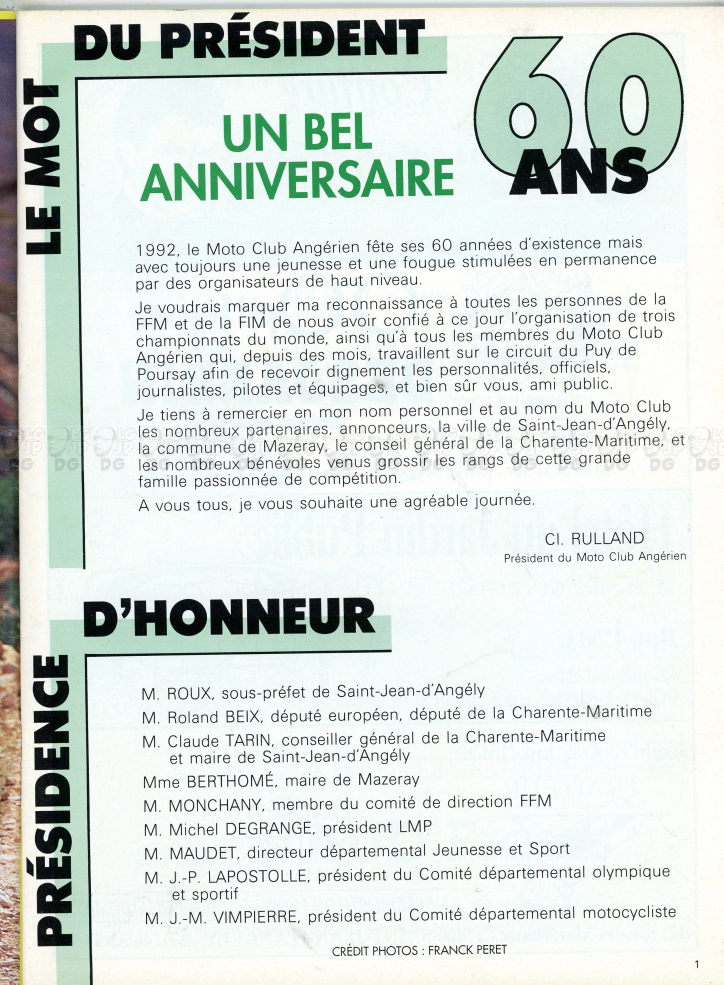 LE MOT
DU PRÉSIDENT
60
ANS
UN BEL
ANNIVERSAIRE
1992, le Moto Club Angérien fête ses 60 années d'existence mais
avec toujours une jeunesse et une fougue stimulées en permanence
par des organisateurs de haut niveau.
Je voudrais marquer ma reconnaissance à toutes les personnes de la
FFM et de la FIM de nous avoir confié à ce jour l'organisation de trois
championnats du monde, ainsi qu'à tous les membres du Moto Club
Angérien qui, depuis des mois, travaillent sur le circuit du Puy de
Poursay afin de recevoir dignement les personnalités, officiels,
journalistes, pilotes et équipages, et bien sûr vous, ami public.
Je tiens à remercier en mon nom personnel et au nom du Moto Club
les nombreux partenaires, annonceurs, la ville de Saint-Jean-d'Angély,
la commune de Mazeray, le conseil général de la Charente-Maritime, et
les nombreux bénévoles venus grossir les rangs de cette grande
famille passionnée de compétition.
A vous tous, je vous souhaite une agréable journée.
Cl. RULLAND
Président du Moto Club Angérien
PRÉSIDENCE
D'HONNEUR
M. ROUX, sous-préfet de Saint-Jean-d'Angély
M. Roland BEIX, député européen, député de la Charente-Maritime
M. Claude TARIN, conseiller général de la Charente-Maritime
et maire de Saint-Jean-d'Angély
Mme BERTHOMÉ, maire de Mazeray
M. MONCHANY, membre du comité de direction FFM
M. Michel DEGRANGE, président LMP
M. MAUDET, directeur départemental Jeunesse et Sport
M. J.-P. LAPOSTOLLE, président du Comité départemental olympique
et sportif
M. J.-M. VIMPIERRE, président du Comité départemental motocycliste
CRÉDIT PHOTOS : FRANCK PERET
1